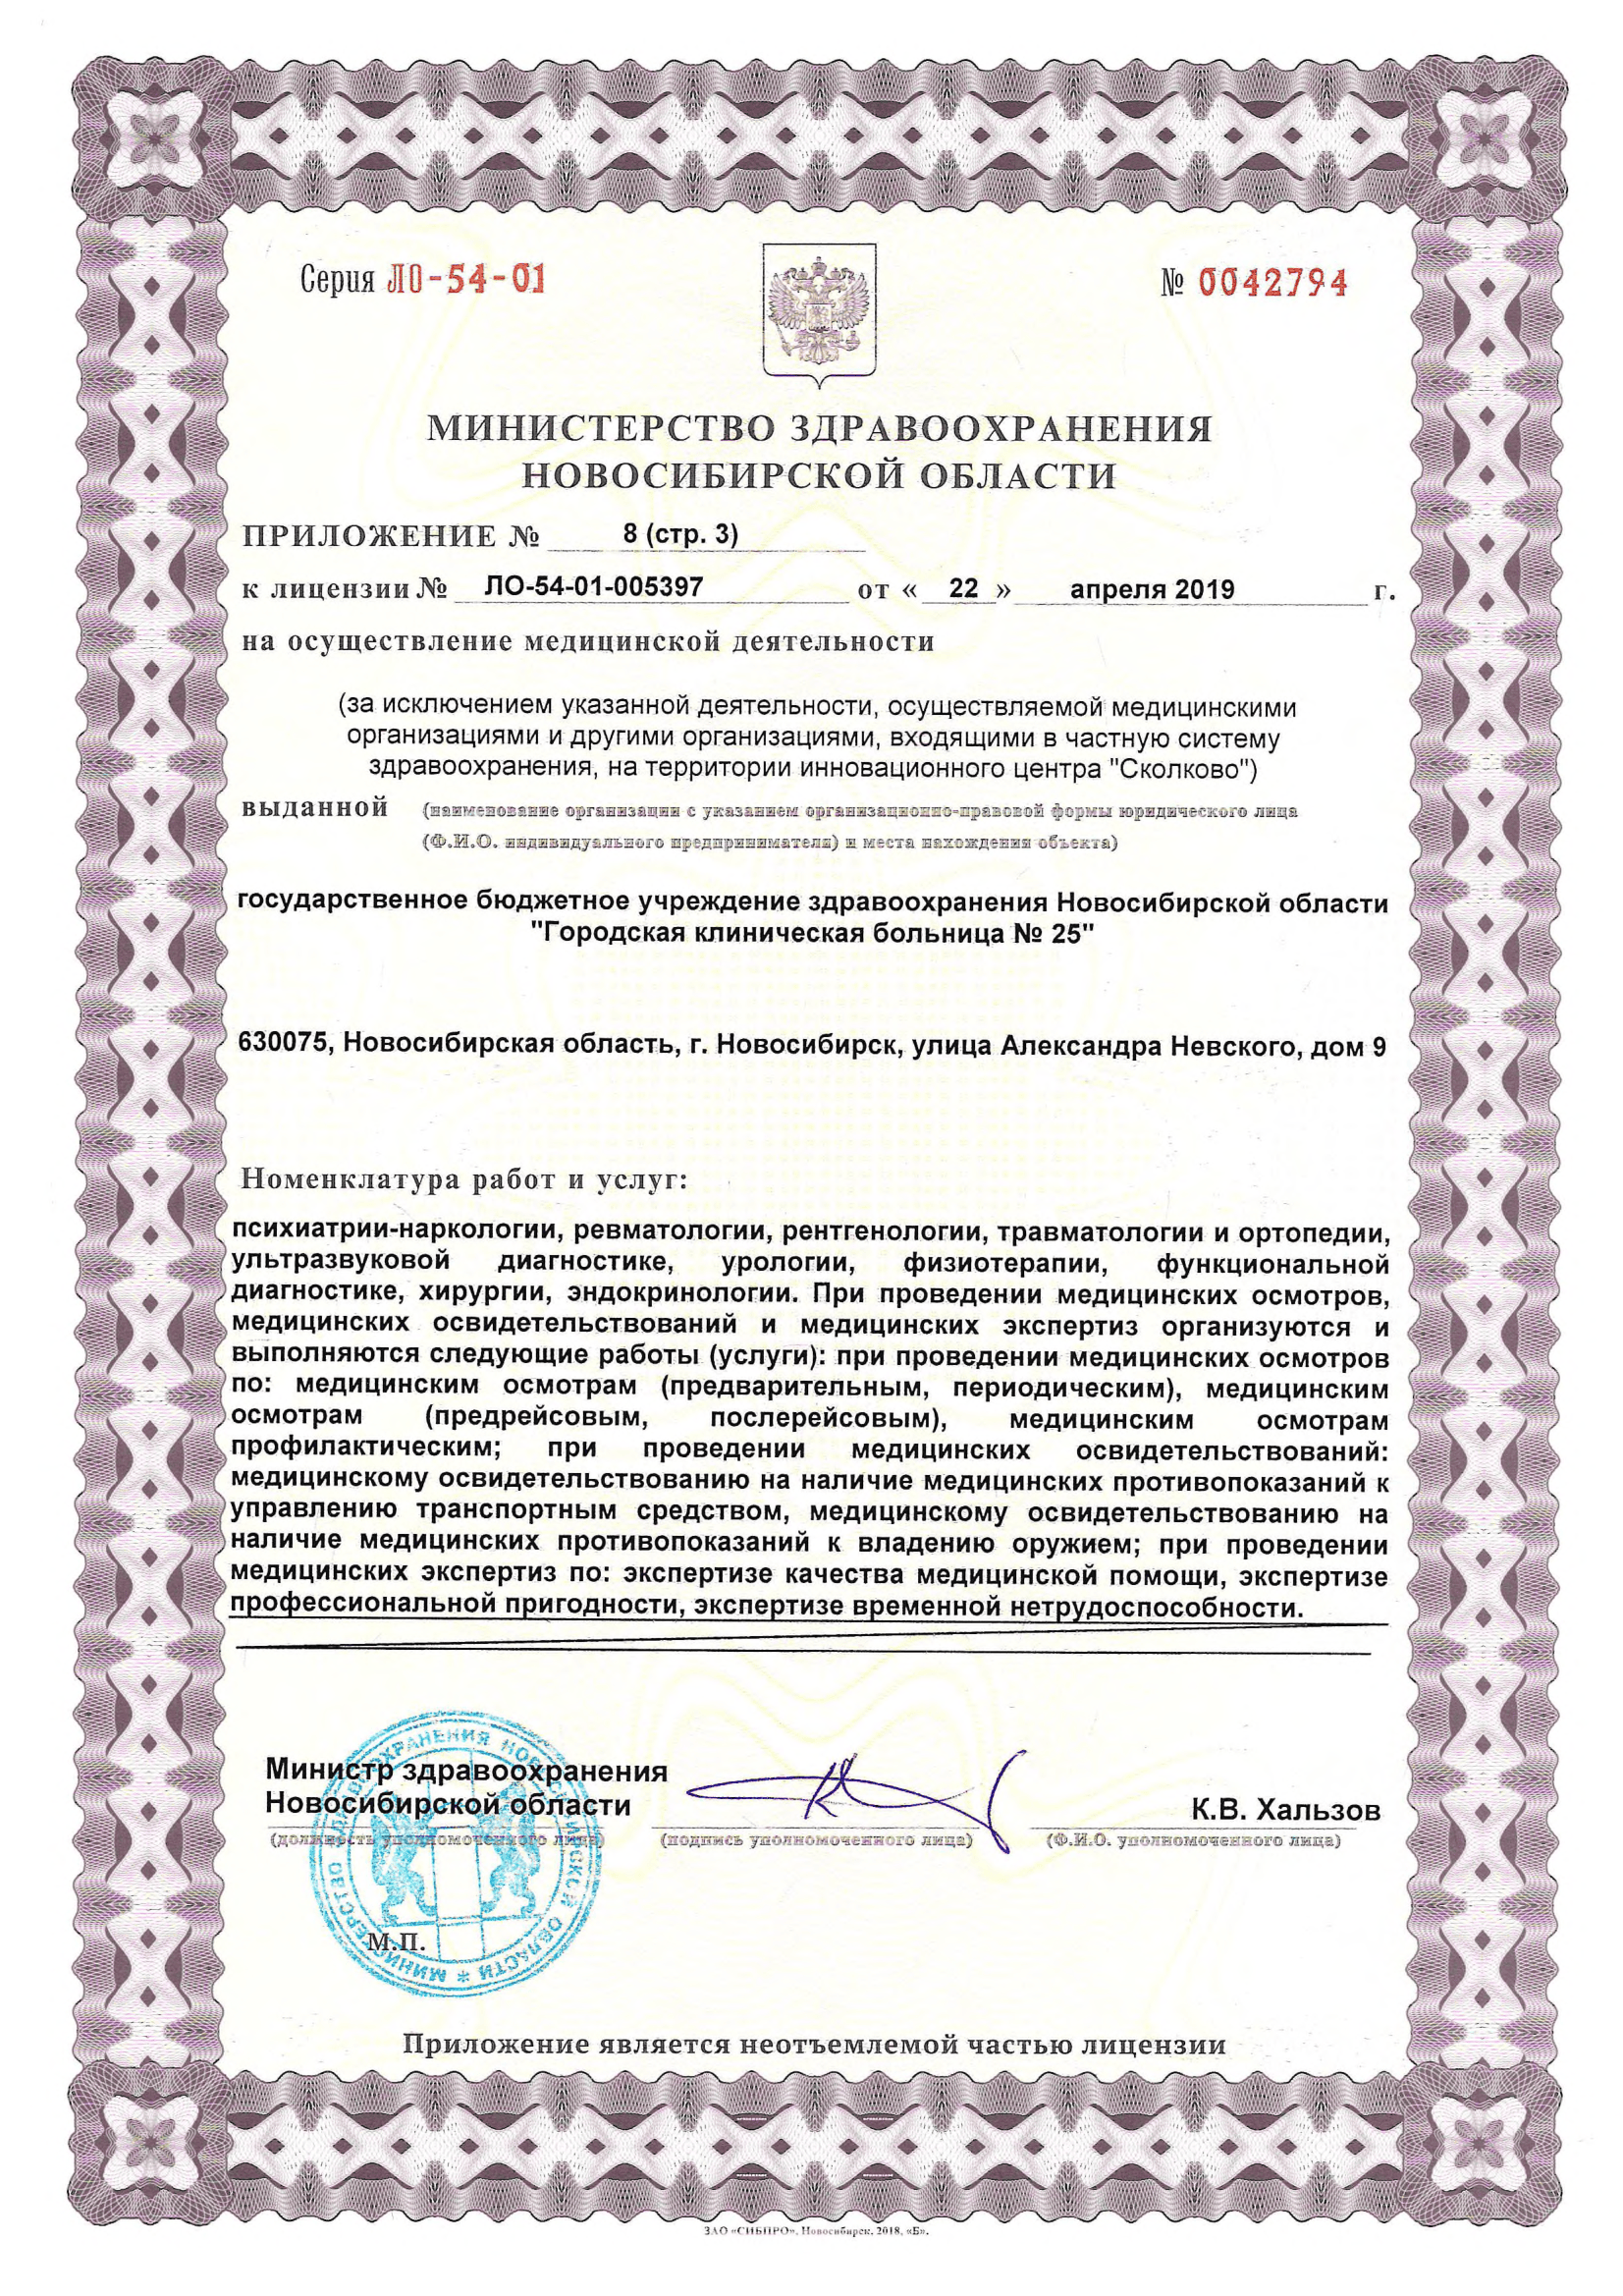 Серия ЛО-54-01
№ 0042794
МИНИСТЕРСТВО ЗДРАВООХРАНЕНИЯ
НОВОСИБИРСКОЙ ОБЛАСТИ
ПРИЛОЖЕНИЕ № 8 (стр. 3)
к лицензии № ЛО-54-01-005397 от « 22 » апреля 2019 г.
на осуществление медицинской деятельности
(за исключением указанной деятельности, осуществляемой медицинскими
организациями и другими организациями, входящими в частную систему
здравоохранения, на территории инновационного центра "Сколково")
выданной (наименование организации с указанием организационно-правовой формы юридического лица
(Ф.И.О. индивидуального предпринимателя) и места нахождения объекта)
государственное бюджетное учреждение здравоохранения Новосибирской области
"Городская клиническая больница № 25"
630075, Новосибирская область, г. Новосибирск, улица Александра Невского, дом 9
Номенклатура работ и услуг:
психиатрии-наркологии, ревматологии, рентгенологии, травматологии и ортопедии,
ультразвуковой диагностике, урологии, физиотерапии, функциональной
диагностике, хирургии, эндокринологии. При проведении медицинских осмотров,
медицинских освидетельствований и медицинских экспертиз организуются и
выполняются следующие работы (услуги): при проведении медицинских осмотров
по: медицинским осмотрам (предварительным, периодическим), медицинским
осмотрам (предрейсовым, послерейсовым), медицинским осмотрам
профилактическим; при проведении медицинских освидетельствований:
медицинскому освидетельствованию на наличие медицинских противопоказаний к
управлению транспортным средством, медицинскому освидетельствованию на
наличие медицинских противопоказаний к владению оружием; при проведении
медицинских экспертиз по: экспертизе качества медицинской помощи, экспертизе
профессиональной пригодности, экспертизе временной нетрудоспособности.
Министр здравоохранения
Новосибирской области
К.В. Хальзов
(должность уполномоченного лица)
(подпись уполномоченного лица)
(Ф.И.О. уполномоченного лица)
МИНИСТЕРСТВО ЗДРАВООХРАНЕНИЯ НОВОСИБИРСКОЙ ОБЛАСТИ *
М.П.
Приложение является неотъемлемой частью лицензии
ЗАО «СИБПРО», Новосибирск, 2018, «Б».